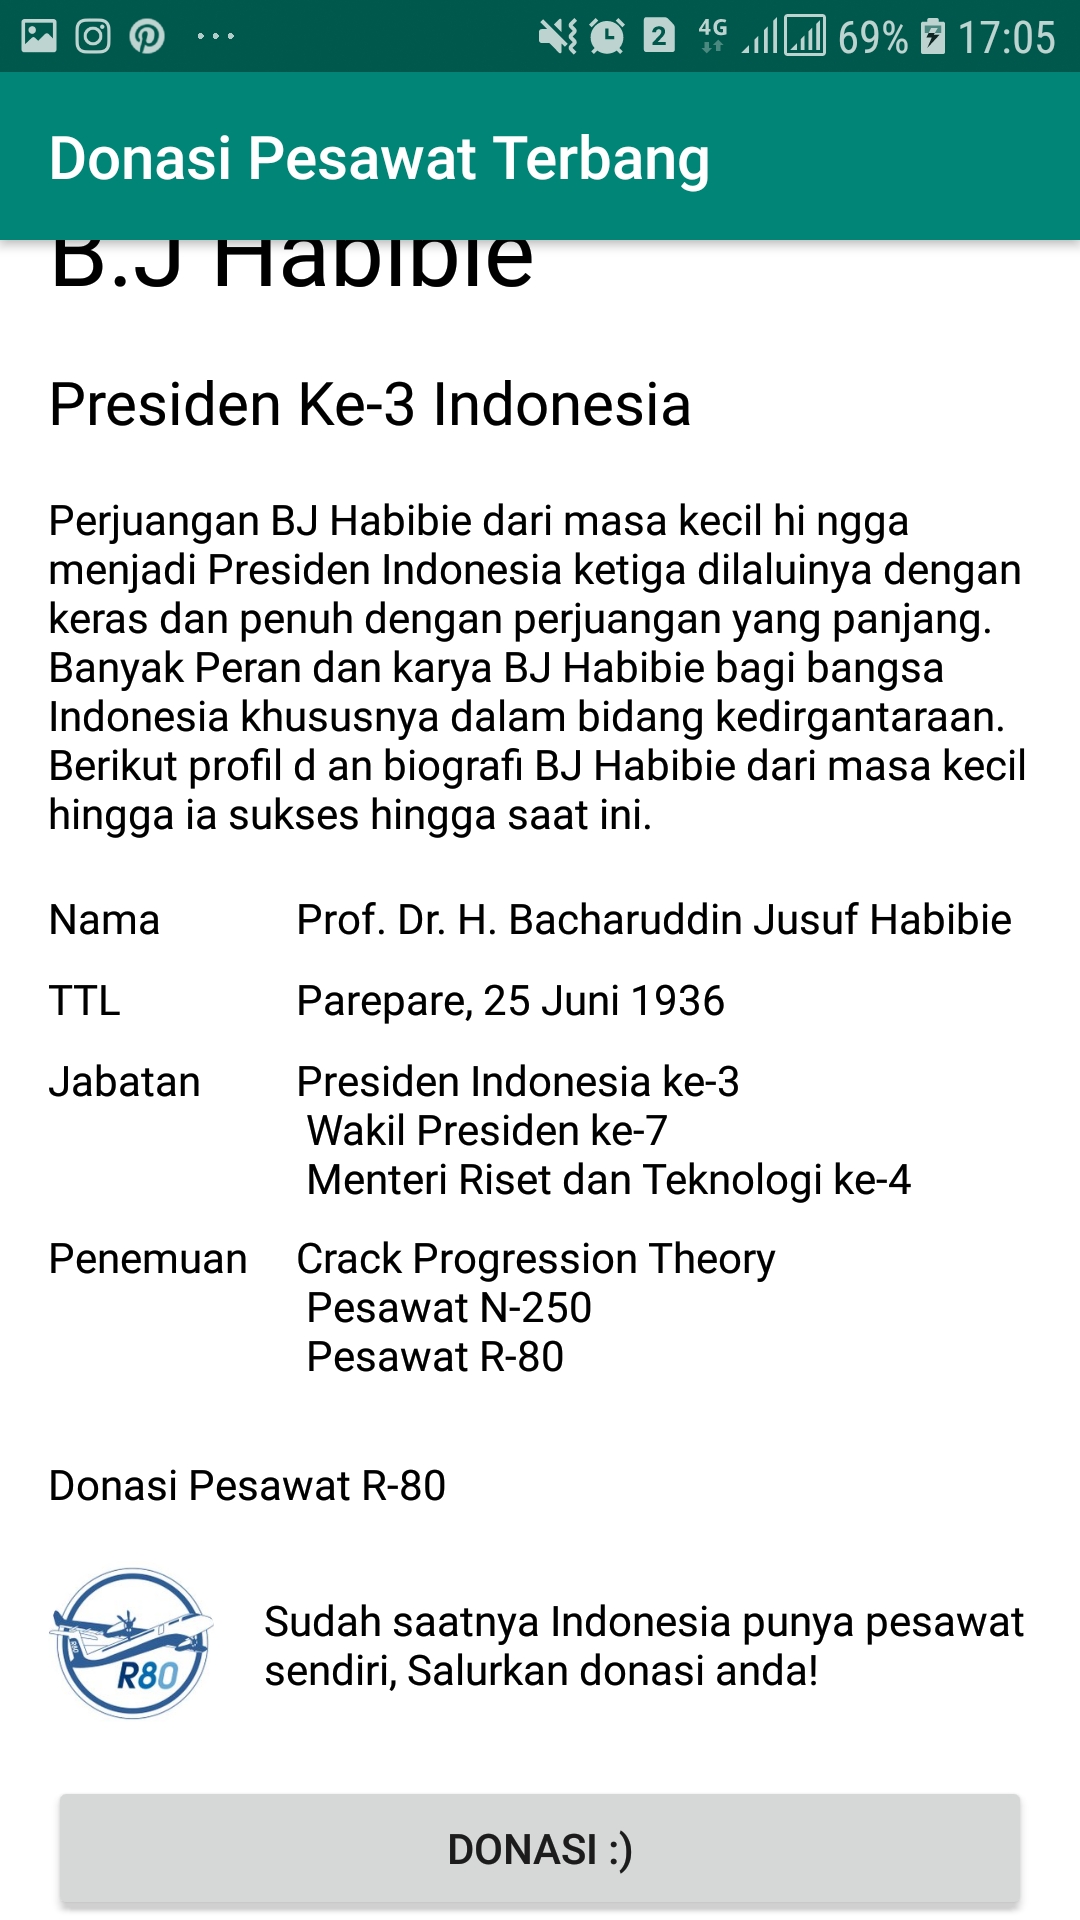 2 4G 69% 17:05
Donasi Pesawat Terbang
B.J Habibie
Presiden Ke-3 Indonesia
Perjuangan BJ Habibie dari masa kecil hi ngga
menjadi Presiden Indonesia ketiga dilaluinya dengan
keras dan penuh dengan perjuangan yang panjang.
Banyak Peran dan karya BJ Habibie bagi bangsa
Indonesia khususnya dalam bidang kedirgantaraan.
Berikut profil d an biografi BJ Habibie dari masa kecil
hingga ia sukses hingga saat ini.
Nama Prof. Dr. H. Bacharuddin Jusuf Habibie
TTL Parepare, 25 Juni 1936
Jabatan Presiden Indonesia ke-3
Wakil Presiden ke-7
Menteri Riset dan Teknologi ke-4
Penemuan Crack Progression Theory
Pesawat N-250
Pesawat R-80
Donasi Pesawat R-80
R80
Sudah saatnya Indonesia punya pesawat
sendiri, Salurkan donasi anda!
DONASI :)